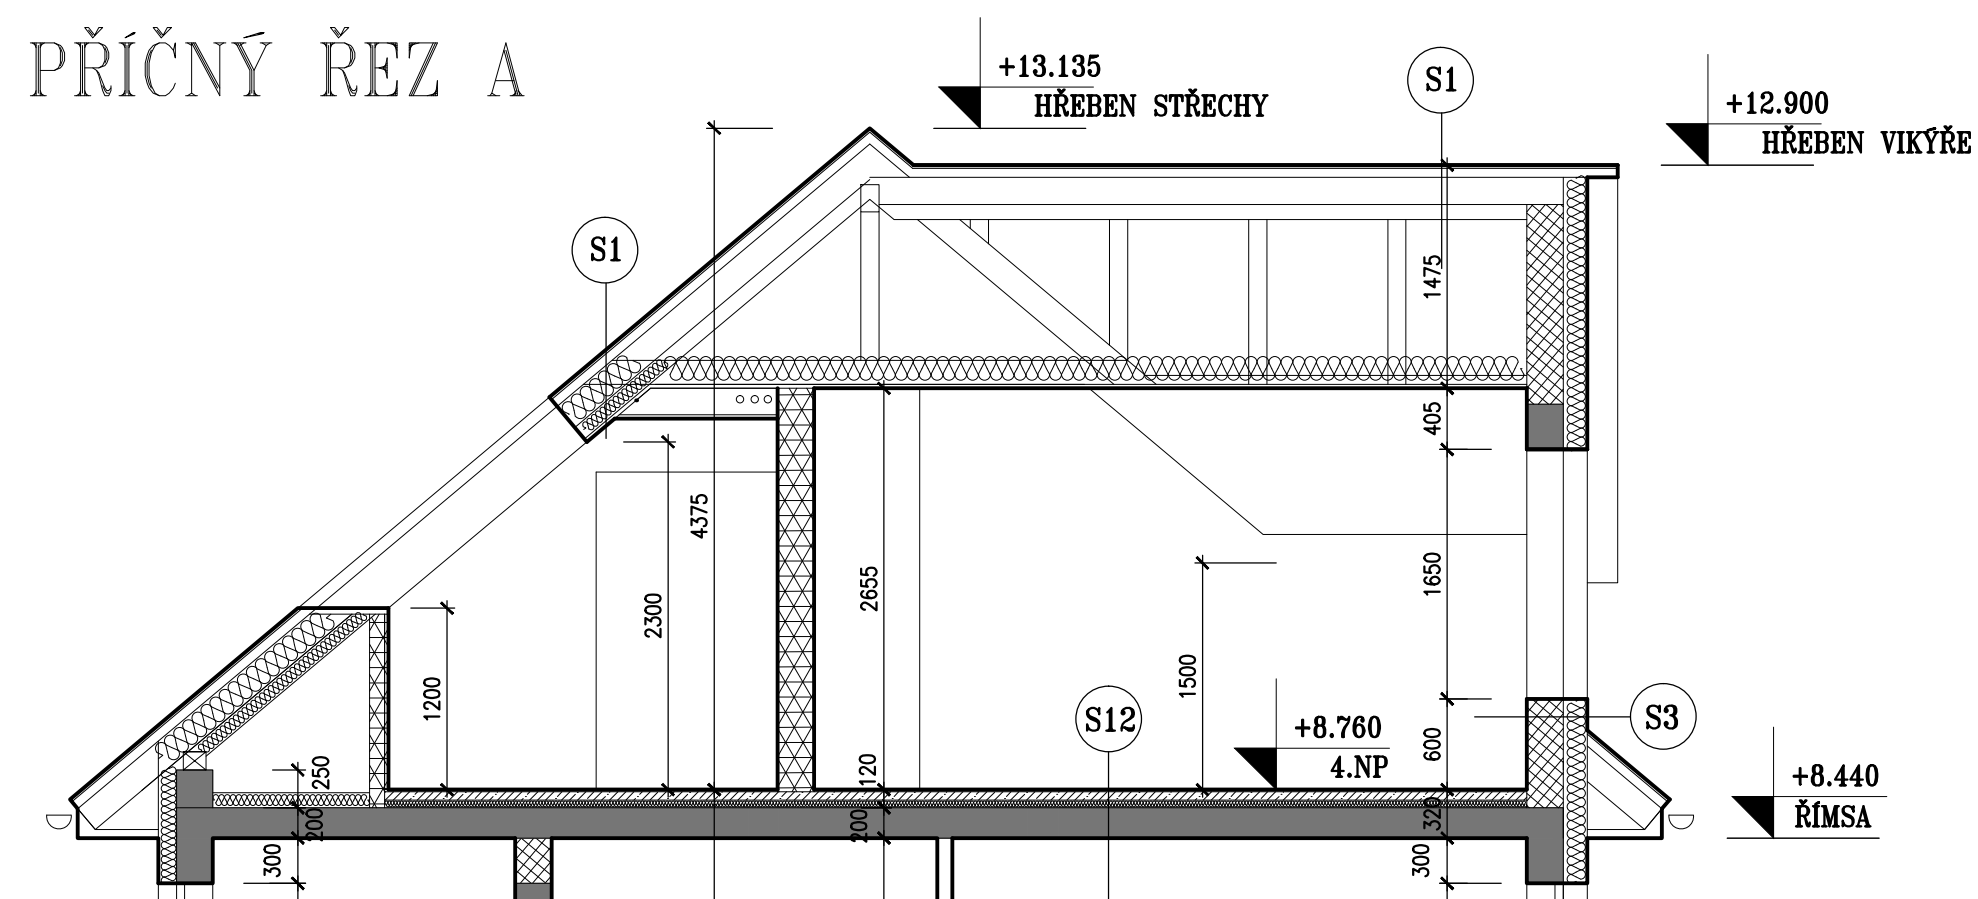 PŘÍČNÝ ŘEZ A
+13.135
HŘEBEN STŘECHY
S1
+12.900
HŘEBEN VIKÝŘE
S1
1475
405
4375
2655
1650
2300
1500
1200
S12
+8.760
4.NP
600
S3
250
120
+8.440
ŘÍMSA
200
200
320
300
300